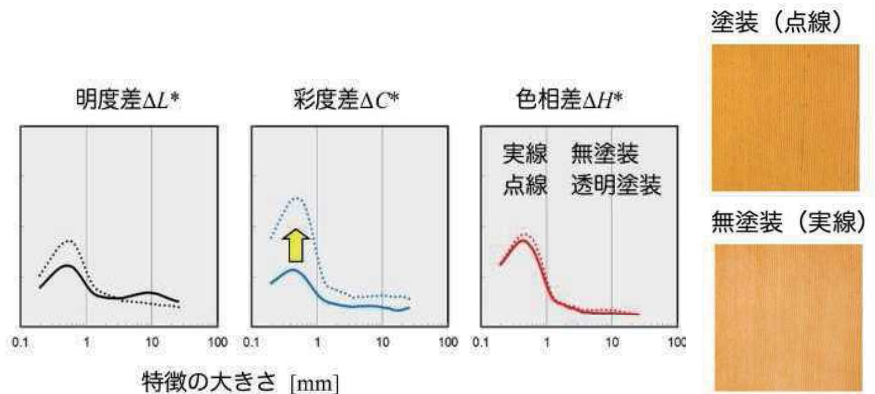 塗装（点線）
明度差ΔL*
彩度差ΔC*
色相差ΔH*
実線 無塗装
点線 透明塗装
0.1 1 10 100
0.1 1 10 100
0.1 1 10 100
特徴の大きさ [mm]
無塗装（実線）